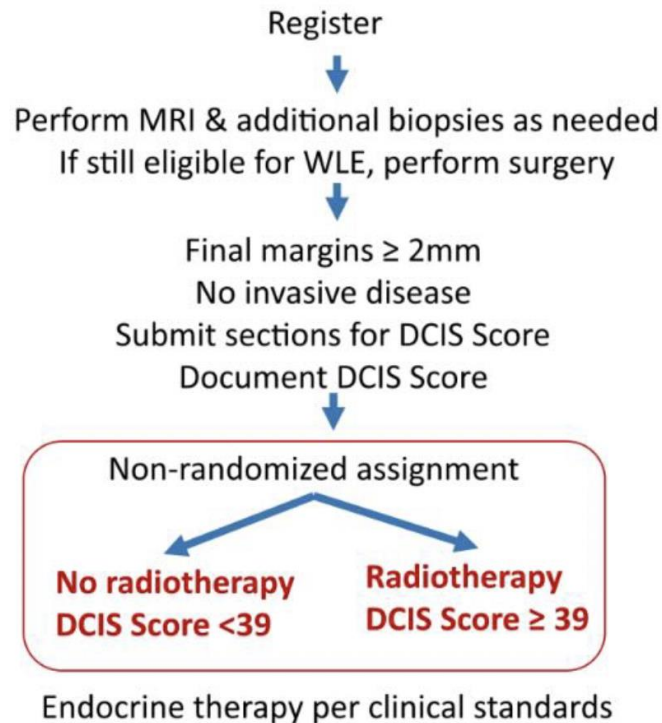 Register
Perform MRI & additional biopsies as needed
If still eligible for WLE, perform surgery
Final margins ≥ 2mm
No invasive disease
Submit sections for DCIS Score
Document DCIS Score
Non-randomized assignment
No radiotherapy
DCIS Score <39
Radiotherapy
DCIS Score ≥ 39
Endocrine therapy per clinical standards